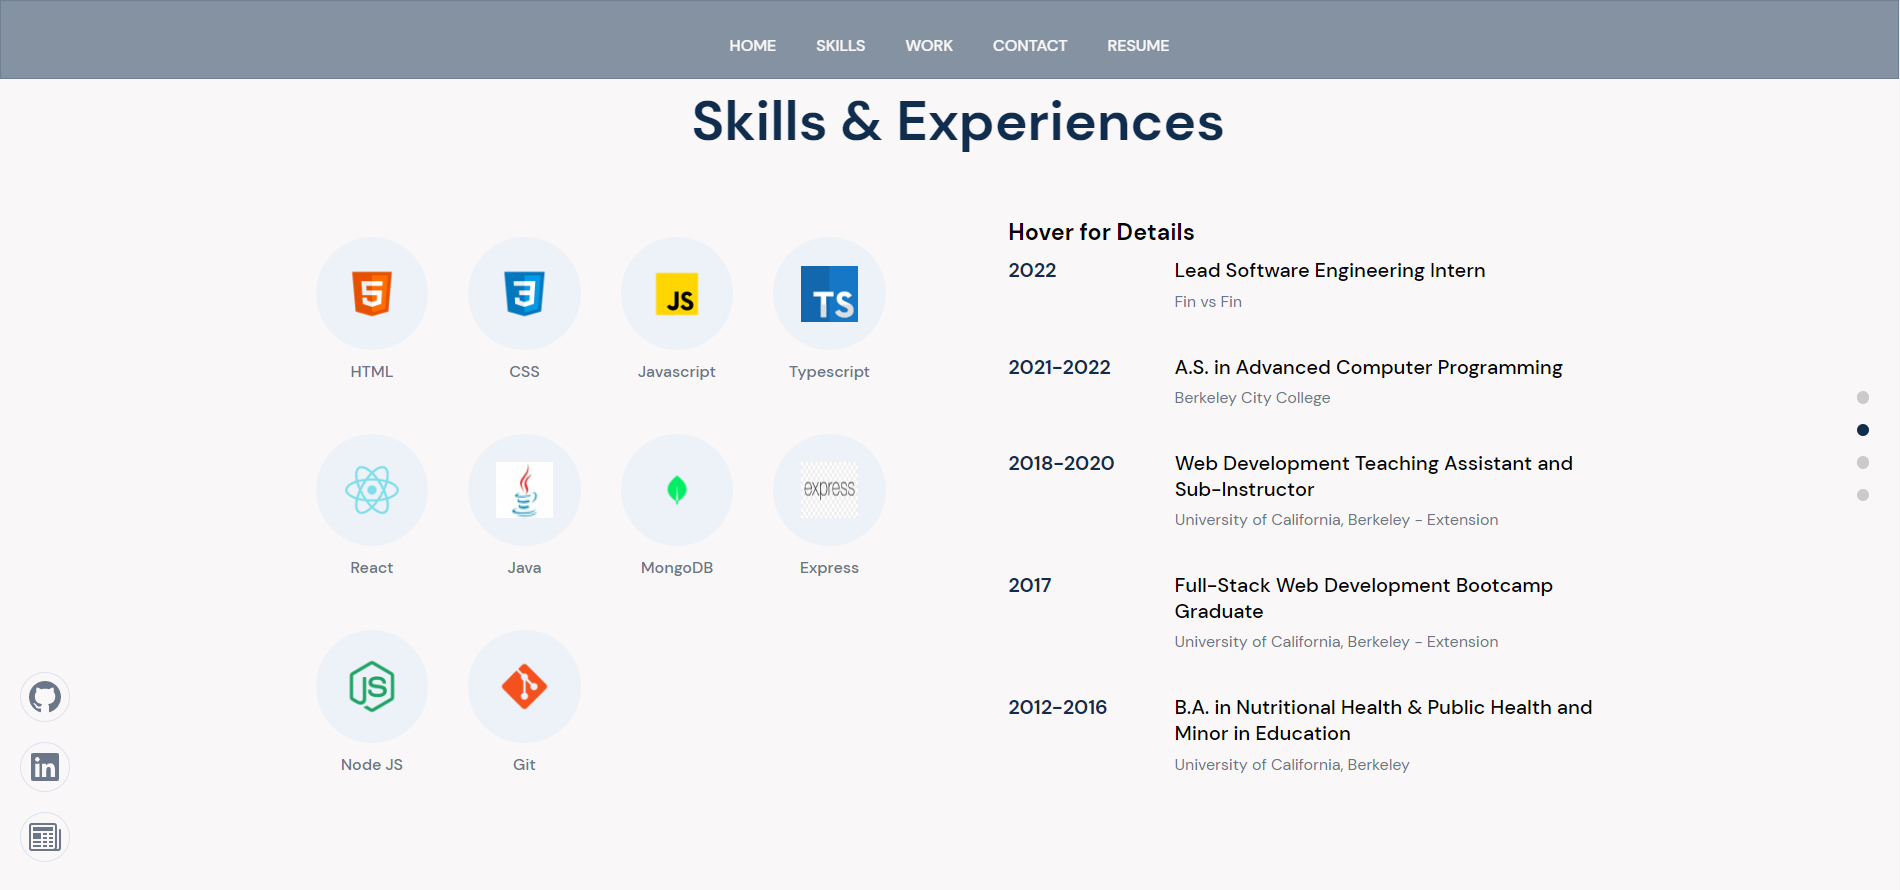 HOME SKILLS WORK CONTACT RESUME
Skills & Experiences
5
HTML
3
CSS
JS
Javascript
TS
Typescript
React
Java
MongoDB
express
Express
JS
Node JS
Git
Hover for Details
2022
Lead Software Engineering Intern
Fin vs Fin
2021-2022
A.S. in Advanced Computer Programming
Berkeley City College
2018-2020
Web Development Teaching Assistant and
Sub-Instructor
University of California, Berkeley - Extension
2017
Full-Stack Web Development Bootcamp
Graduate
University of California, Berkeley - Extension
2012-2016
B.A. in Nutritional Health & Public Health and
Minor in Education
University of California, Berkeley
in